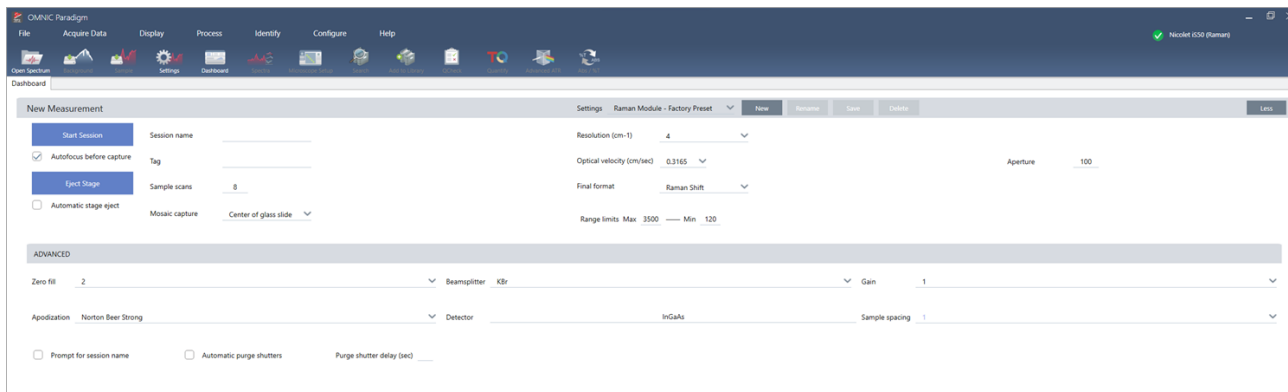 OMNIC Paradigm
File Acquire Data Display Process Identify Configure Help
Nicolet iS50 (Raman)
Open Spectrum Background Sample Settings Dashboard Spectra Microscope Setup Search Add to Library QCheck Quantify Advanced ATR
Dashboard
New Measurement Settings Raman Module - Factory Preset New Rename Save Delete Less
Start Session Session name Resolution (cm-1) 4
Autofocus before capture Tag Optical velocity (cm/sec) 0.3165 Aperture 100
Eject Stage Sample scans 8 Final format Raman Shift
Automatic stage eject Mosaic capture Center of glass slide Range limits Max 3500 Min 120
ADVANCED
Zero fill 2 Beamsplitter KBr Gain 1
Apodization Norton Beer Strong Detector InGaAs Sample spacing 1
Prompt for session name Automatic purge shutters Purge shutter delay (sec)